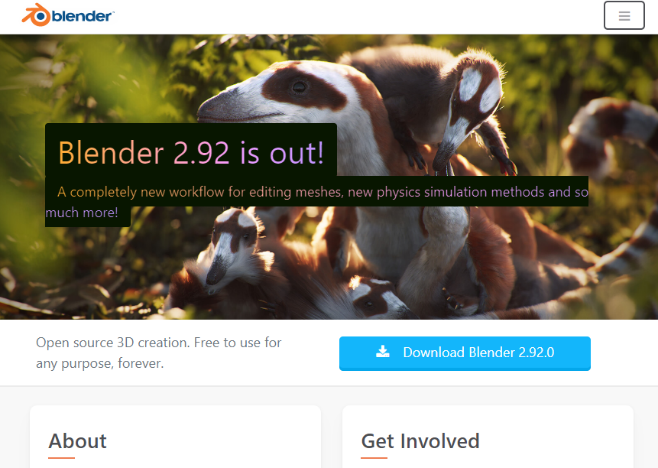 blender
Blender 2.92 is out!
A completely new workflow for editing meshes, new physics simulation methods and so
much more!
Open source 3D creation. Free to use for
any purpose, forever.
Download Blender 2.92.0
About
Get Involved